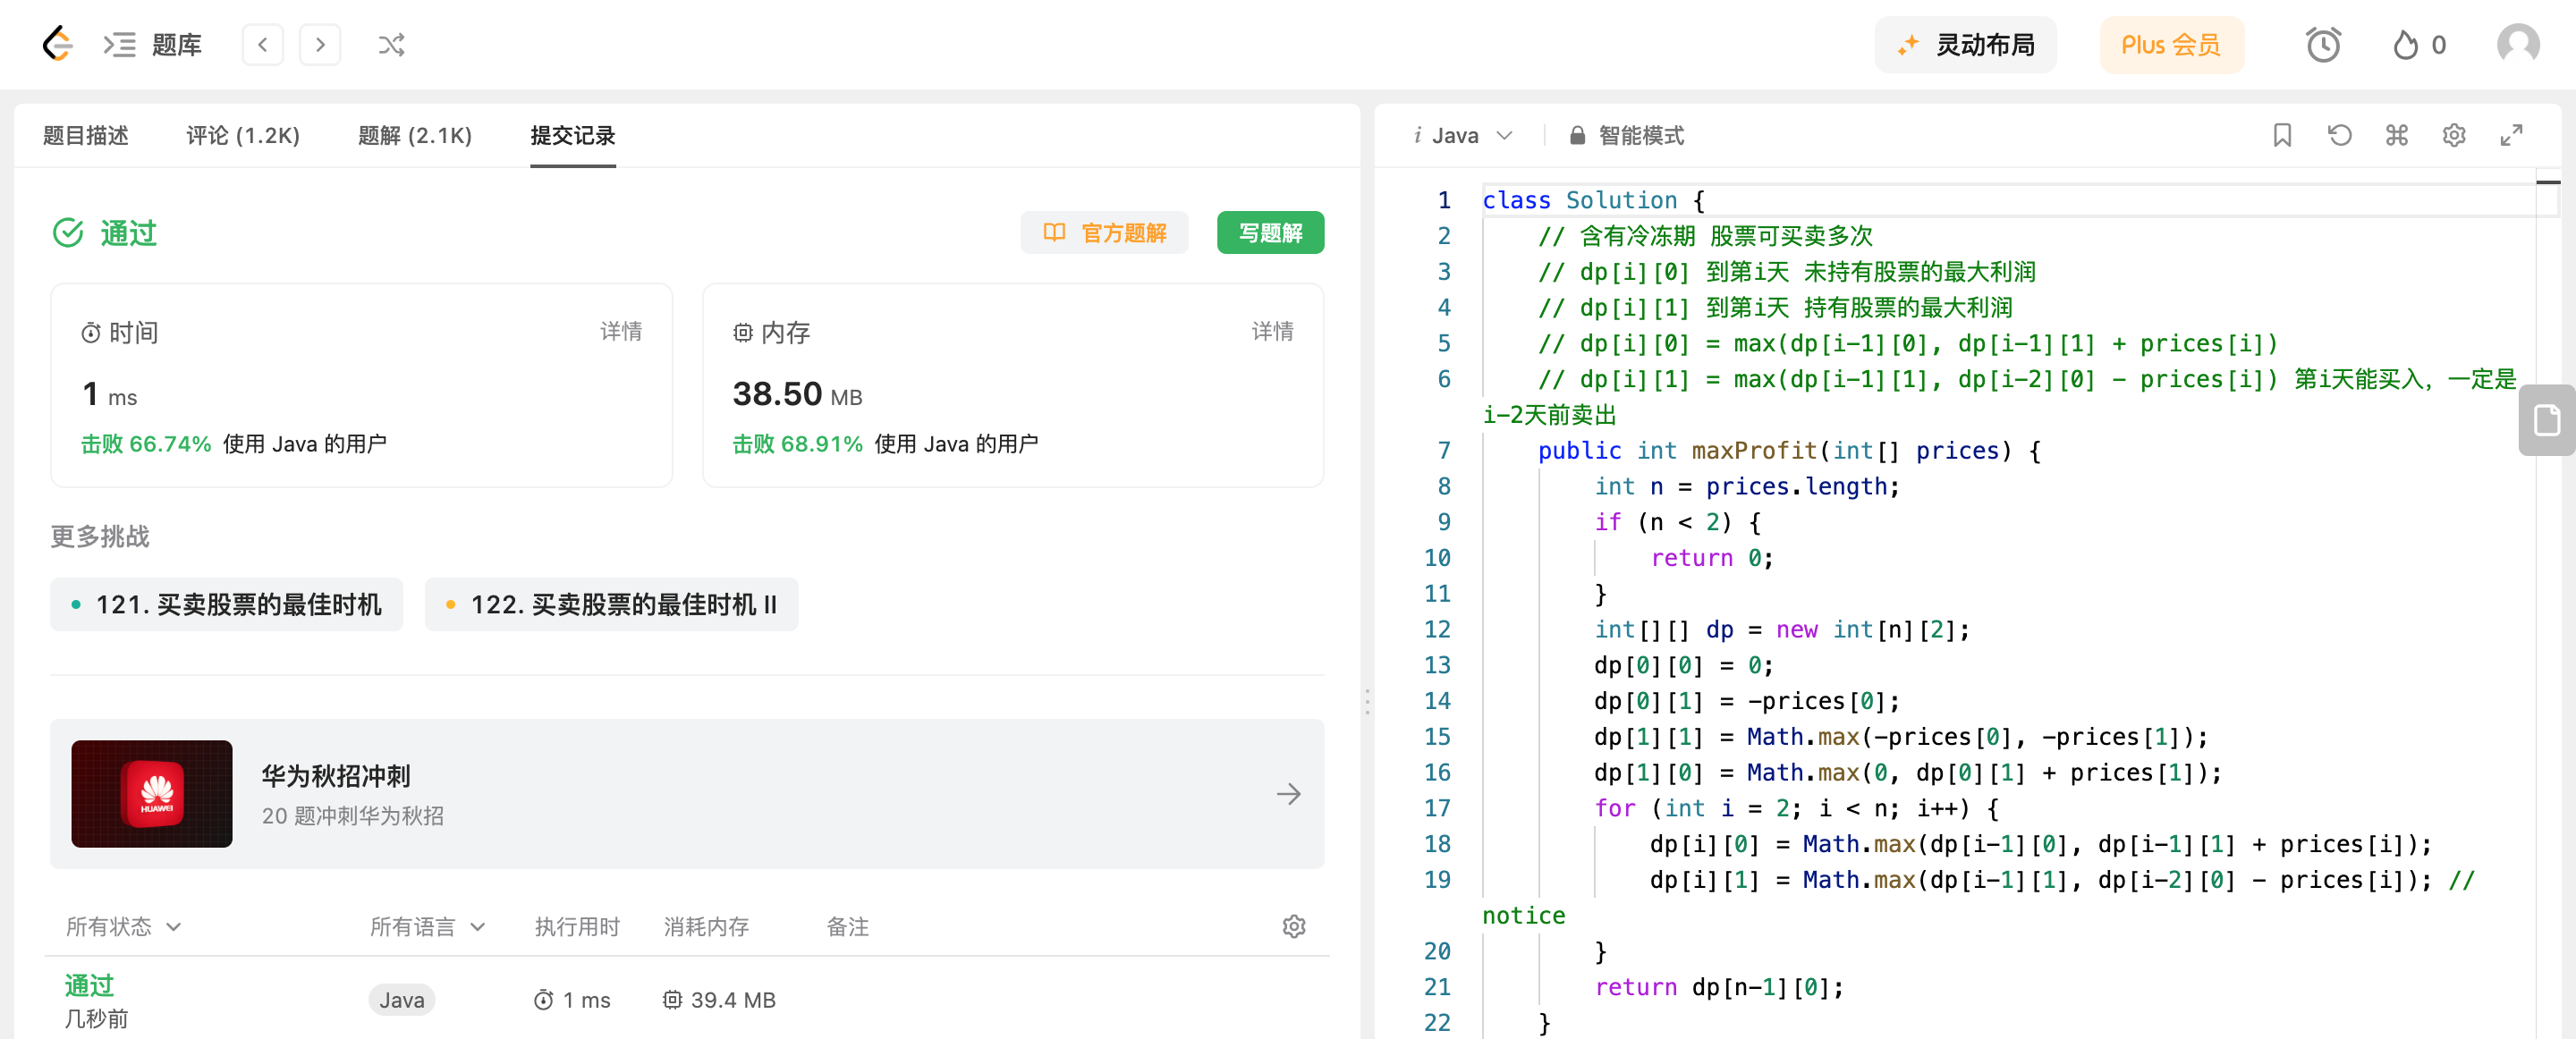 题库
灵动布局
Plus 会员
0
题目描述
评论 (1.2K)
题解 (2.1K)
提交记录
通过
官方题解
写题解
时间
详情
1 ms
击败 66.74% 使用 Java 的用户
内存
详情
38.50 MB
击败 68.91% 使用 Java 的用户
更多挑战
121. 买卖股票的最佳时机
122. 买卖股票的最佳时机 II
HUAWEI
华为秋招冲刺
20 题冲刺华为秋招
所有状态
所有语言
执行用时
消耗内存
备注
通过
几秒前
Java
1 ms
39.4 MB
i Java
智能模式
1 class Solution {
2 // 含有冷冻期 股票可买卖多次
3 // dp[i][0] 到第i天 未持有股票的最大利润
4 // dp[i][1] 到第i天 持有股票的最大利润
5 // dp[i][0] = max(dp[i-1][0], dp[i-1][1] + prices[i])
6 // dp[i][1] = max(dp[i-1][1], dp[i-2][0] - prices[i]) 第i天能买入，一定是
i-2天前卖出
7 public int maxProfit(int[] prices) {
8 int n = prices.length;
9 if (n < 2) {
10 return 0;
11 }
12 int[][] dp = new int[n][2];
13 dp[0][0] = 0;
14 dp[0][1] = -prices[0];
15 dp[1][1] = Math.max(-prices[0], -prices[1]);
16 dp[1][0] = Math.max(0, dp[0][1] + prices[1]);
17 for (int i = 2; i < n; i++) {
18 dp[i][0] = Math.max(dp[i-1][0], dp[i-1][1] + prices[i]);
19 dp[i][1] = Math.max(dp[i-1][1], dp[i-2][0] - prices[i]); //
notice
20 }
21 return dp[n-1][0];
22 }